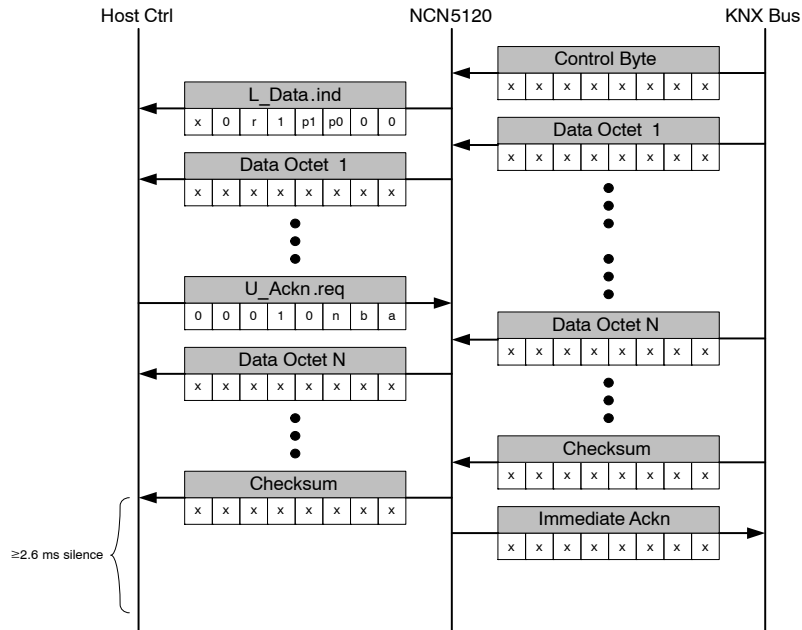 Host Ctrl NCN5120 KNX Bus
Control Byte
x x x x x x x x
L_Data.ind
x 0 r 1 p1 p0 0 0
Data Octet 1
x x x x x x x x
Data Octet 1
x x x x x x x x
U_Ackn.req
0 0 0 1 0 n b a
Data Octet N
x x x x x x x x
Data Octet N
x x x x x x x x
Checksum
x x x x x x x x
Checksum
x x x x x x x x
Immediate Ackn
x x x x x x x x
≥2.6 ms silence